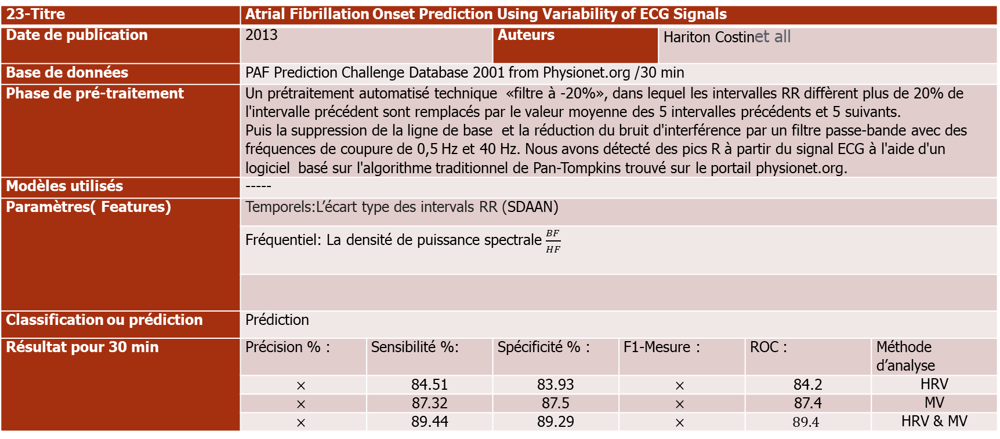 23-Titre Atrial Fibrillation Onset Prediction Using Variability of ECG Signals
Date de publication 2013 Auteurs Hariton Costinet all
Base de données PAF Prediction Challenge Database 2001 from Physionet.org /30 min
Phase de pré-traitement Un prétraitement automatisé technique «filtre à -20%», dans lequel les intervalles RR diffèrent plus de 20% de
l'intervalle précédent sont remplacés par le valeur moyenne des 5 intervalles précédents et 5 suivants.
Puis la suppression de la ligne de base et la réduction du bruit d'interférence par un filtre passe-bande avec des
fréquences de coupure de 0,5 Hz et 40 Hz. Nous avons détecté des pics R à partir du signal ECG à l'aide d'un
logiciel basé sur l'algorithme traditionnel de Pan-Tompkins trouvé sur le portail physionet.org.
Modèles utilisés -----
Paramètres( Features) Temporels:L’écart type des intervals RR (SDAAN)
Fréquentiel: La densité de puissance spectrale BF/HF
Classification ou prédiction Prédiction
Résultat pour 30 min Précision % : Sensibilité %: Spécificité % : F1-Mesure : ROC : Méthode
d’analyse
× 84.51 83.93 × 84.2 HRV
× 87.32 87.5 × 87.4 MV
× 89.44 89.29 × 89.4 HRV & MV